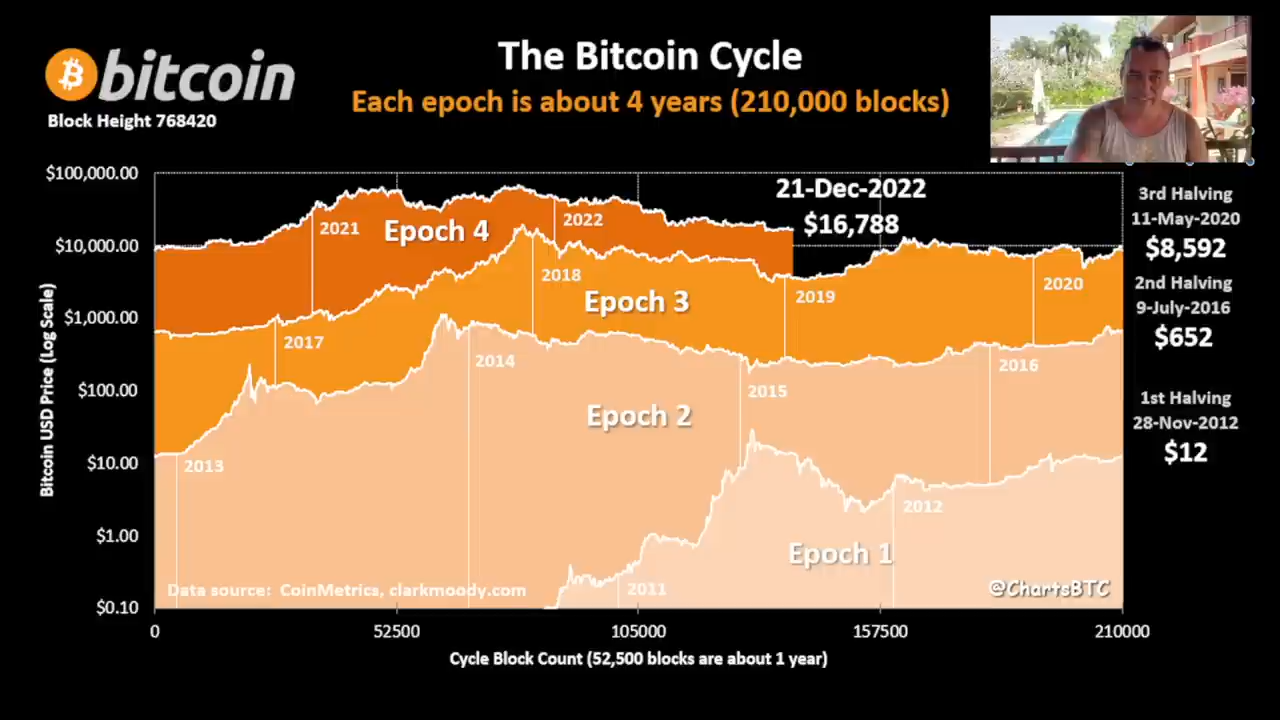 bitcoin
Block Height 768420
The Bitcoin Cycle
Each epoch is about 4 years (210,000 blocks)
Bitcoin USD Price (Log Scale)
$100,000.00
$10,000.00
$1,000.00
$100.00
$10.00
$1.00
$0.10
21-Dec-2022
$16,788
2021
Epoch 4
2022
2017
2018
Epoch 3
2019
2020
2013
2014
Epoch 2
2015
2016
2011
Epoch 1
2012
Data source: CoinMetrics, clarkmoody.com
@ChartsBTC
0
52500
105000
157500
210000
Cycle Block Count (52,500 blocks are about 1 year)
3rd Halving
11-May-2020
$8,592
2nd Halving
9-July-2016
$652
1st Halving
28-Nov-2012
$12